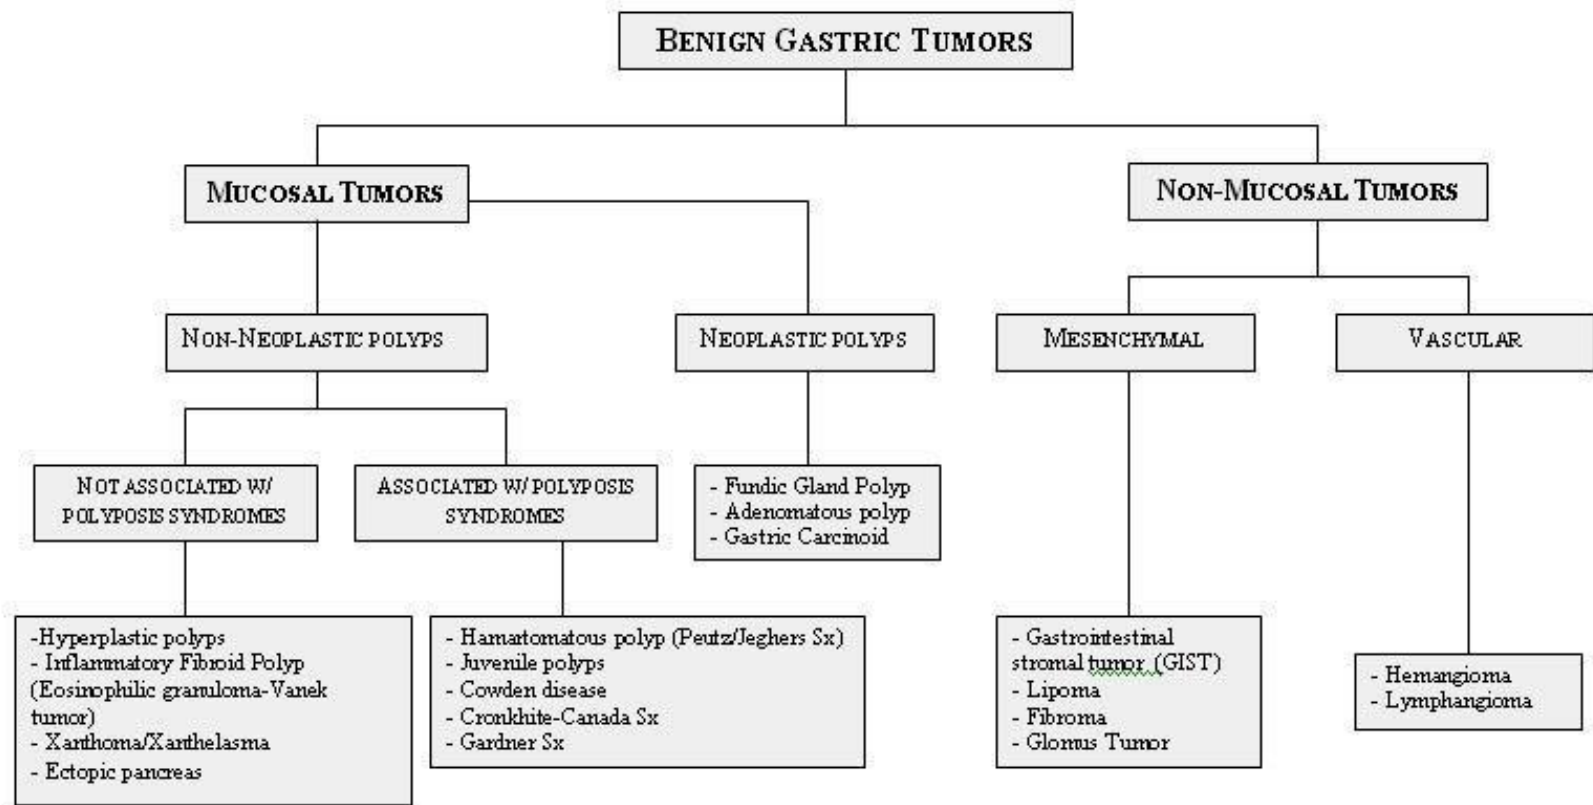 BENIGN GASTRIC TUMORS
MUCOSAL TUMORS
NON-MUCOSAL TUMORS
NON-NEOPLASTIC POLYPS
NEOPLASTIC POLYPS
MESENCHYMAL
VASCULAR
NOT ASSOCIATED W/
POLYPOSIS SYNDROMES
ASSOCIATED W/ POLYPOSIS
SYNDROMES
- Fundic Gland Polyp
- Adenomatous polyp
- Gastric Carcinoid
-Hyperplastic polyps
- Inflammatory Fibroid Polyp
(Eosinophilic granuloma-Vanek
tumor)
- Xanthoma/Xanthelasma
- Ectopic pancreas
- Hamartomatous polyp (Peutz/Jeghers Sx)
- Juvenile polyps
- Cowden disease
- Cronkhite-Canada Sx
- Gardner Sx
- Gastrointestinal
stromal tumor (GIST)
- Lipoma
- Fibroma
- Glomus Tumor
- Hemangioma
- Lymphangioma